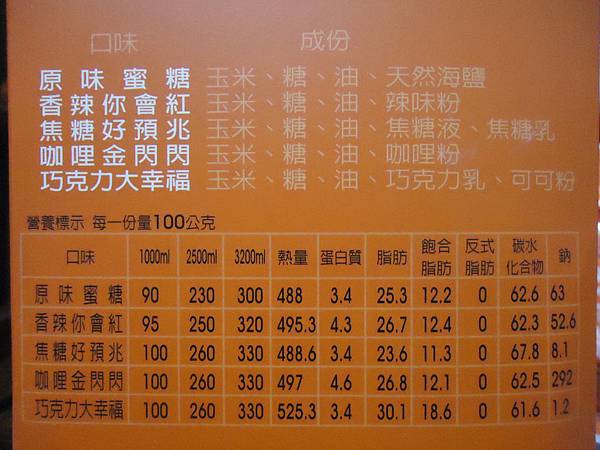 口味 成份
原味蜜糖 玉米、糖、油、天然海鹽
香辣你會紅 玉米、糖、油、辣味粉
焦糖好預兆 玉米、糖、油、焦糖液、焦糖乳
咖哩金閃閃 玉米、糖、油、咖哩粉
巧克力大幸福 玉米、糖、油、巧克力乳、可可粉
營養標示 每一份量100公克
口味 1000ml 2500ml 3200ml 熱量 蛋白質 脂肪 飽合脂肪 反式脂肪 碳水化合物 鈉
原味蜜糖 90 230 300 488 3.4 25.3 12.2 0 62.6 63
香辣你會紅 95 250 320 495.3 4.3 26.7 12.4 0 62.3 52.6
焦糖好預兆 100 260 330 488.6 3.4 23.6 11.3 0 67.8 8.1
咖哩金閃閃 100 260 330 497 4.6 26.8 12.1 0 62.5 292
巧克力大幸福 100 260 330 525.3 3.4 30.1 18.6 0 61.6 1.2